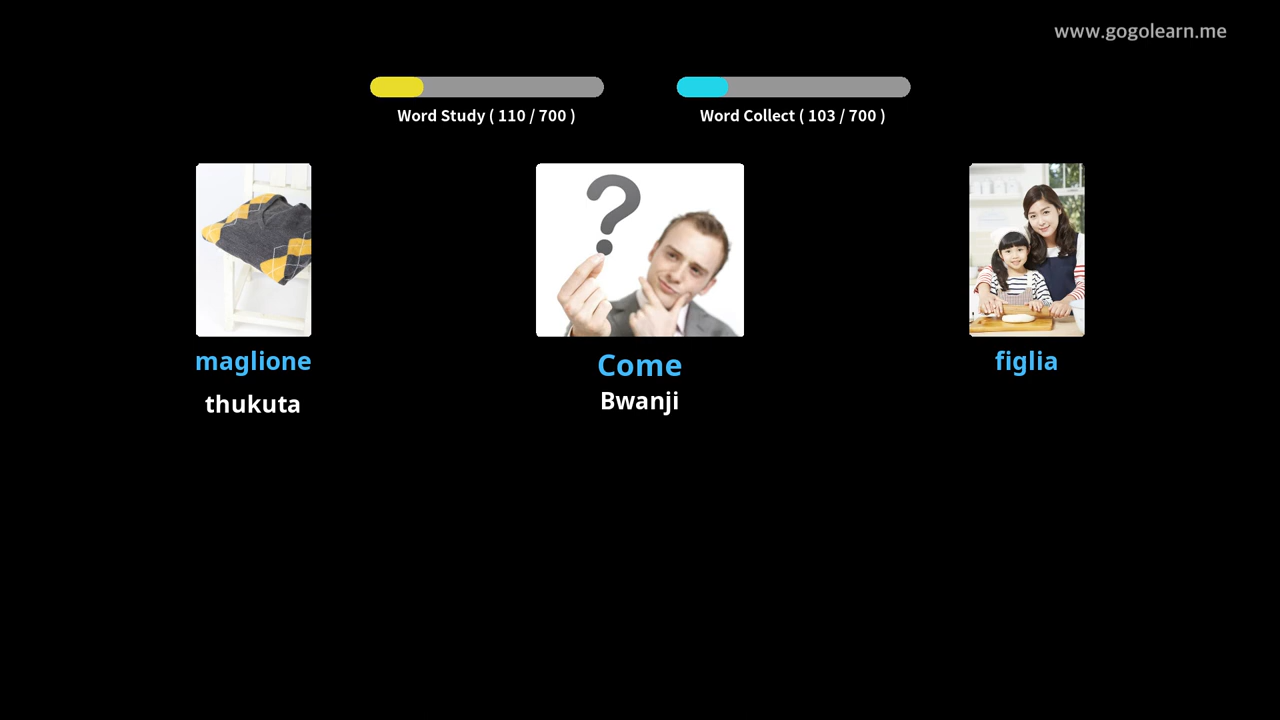 www.gogolearn.me
Word Study ( 110 / 700 )
Word Collect ( 103 / 700 )
maglione
thukuta
Come
Bwanji
figlia